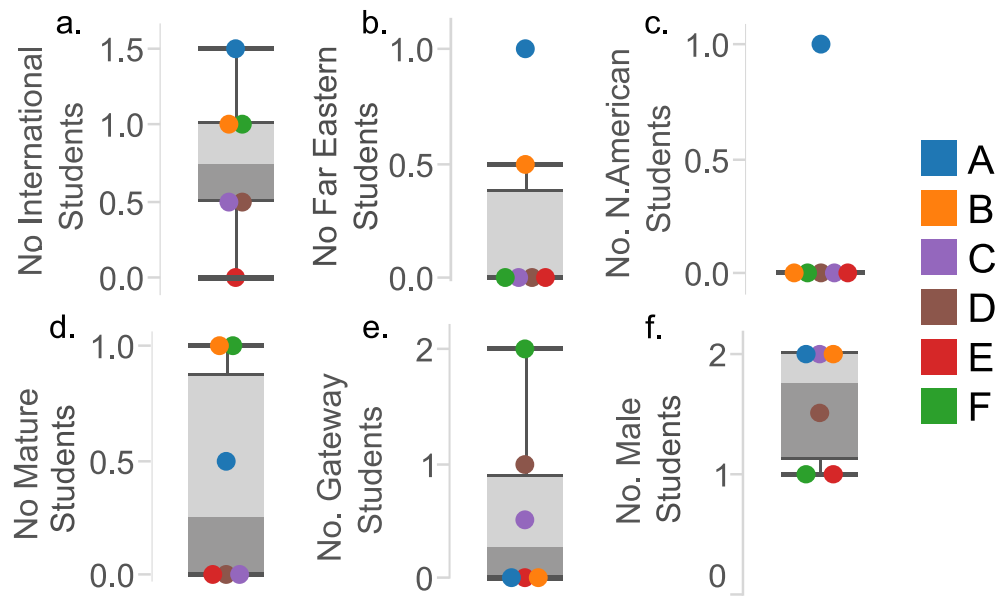 a.
No International
Students
1.5
1.0
0.5
0.0
b.
No Far Eastern
Students
1.0
0.5
0.0
c.
No. N.American
Students
1.0
0.5
0.0
d.
No Mature
Students
1.0
0.5
0.0
e.
No. Gateway
Students
2
1
0
f.
No. Male
Students
2
1
0
A
B
C
D
E
F